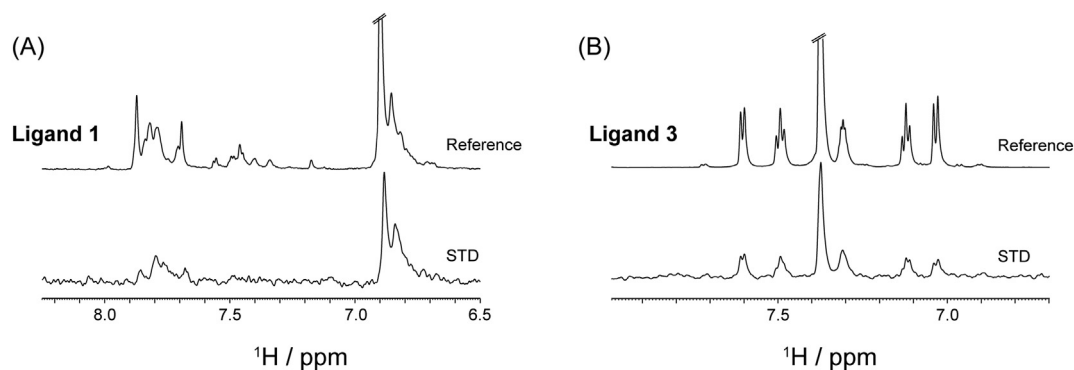 (A)
Ligand 1
Reference
STD
8.0 7.5 7.0 6.5
¹H / ppm
(B)
Ligand 3
Reference
STD
7.5 7.0
¹H / ppm